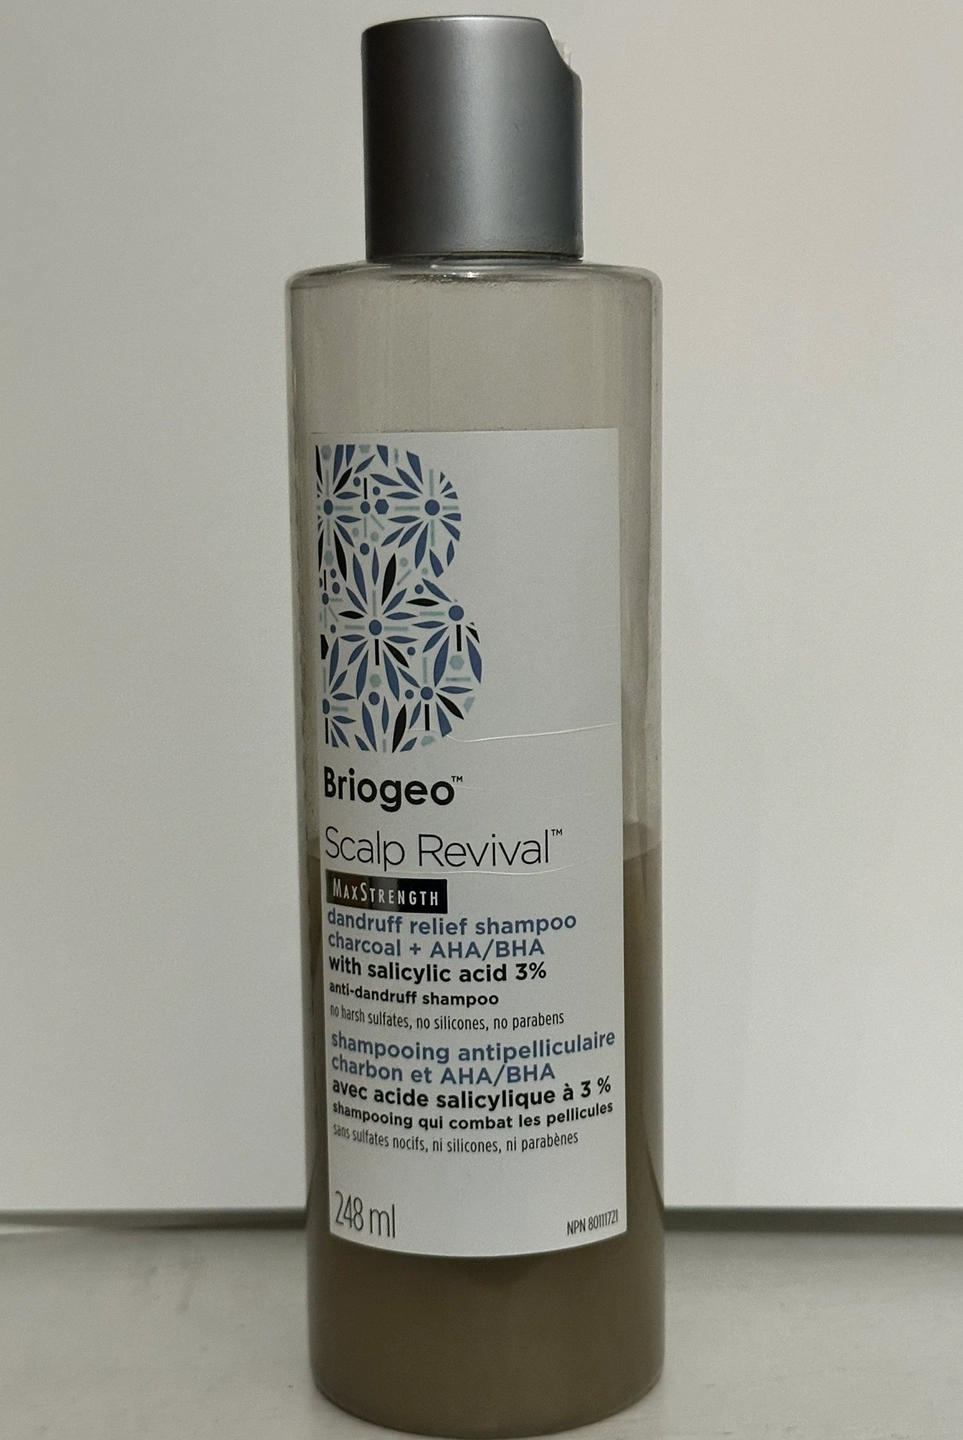 Briogeo™
Scalp Revival™
MAXSTRENGTH
dandruff relief shampoo
charcoal + AHA/BHA
with salicylic acid 3%
anti-dandruff shampoo
no harsh sulfates, no silicones, no parabens
shampooing antipelliculaire
charbon et AHA/BHA
avec acide salicylique à 3 %
shampooing qui combat les pellicules
sans sulfates nocifs, ni silicones, ni parabènes
248 ml
NPN 80111721